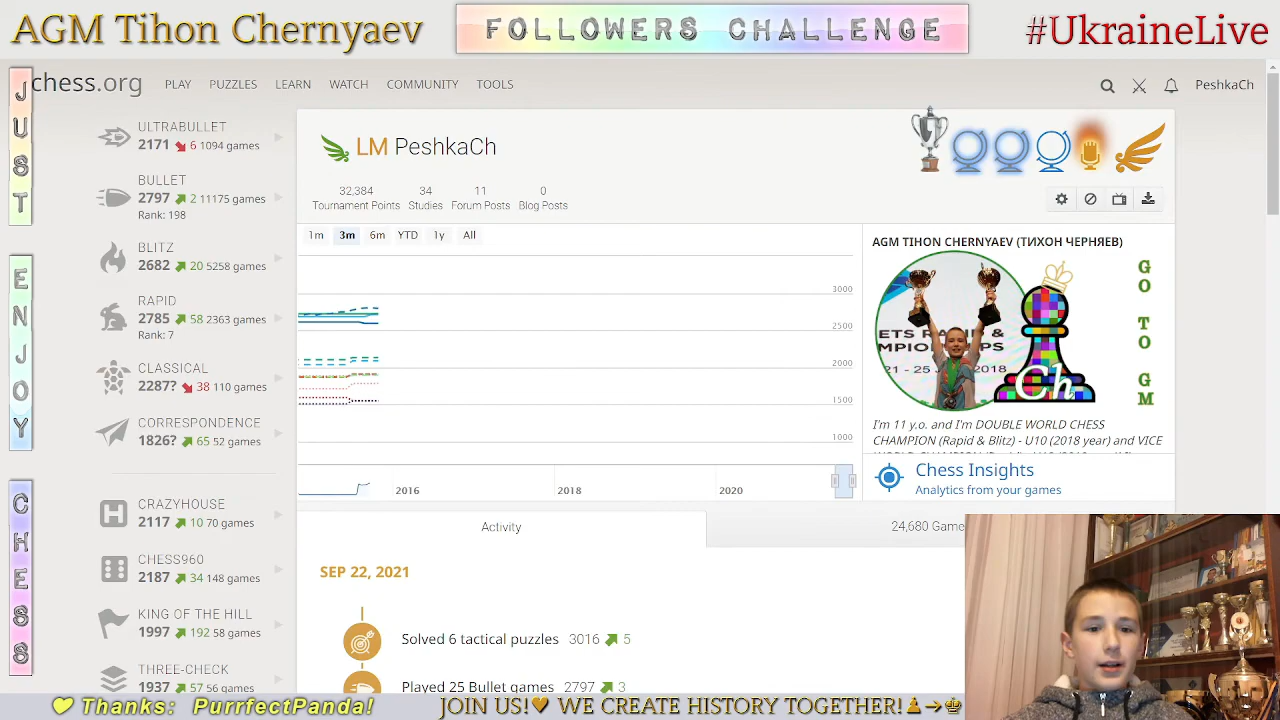 AGM Tihon Chernyaev
FOLLOWERS CHALLENGE
#UkraineLive
JUST
ENJOY
CHESS
chess.org
PLAY PUZZLES LEARN WATCH COMMUNITY TOOLS
PeshkaCh
ULTRABULLET
2171 6 1094 games
BULLET
2797 2 11175 games
Rank: 198
BLITZ
2682 20 5258 games
RAPID
2785 58 2363 games
Rank: 7
CLASSICAL
2287? 38 110 games
CORRESPONDENCE
1826? 65 52 games
CRAZYHOUSE
2117 10 70 games
CHESS960
2187 34 148 games
KING OF THE HILL
1997 192 58 games
THREE-CHECK
1937 57 56 games
LM PeshkaCh
32,384 34 11 0
Tournament Points Studies Forum Posts Blog Posts
1m 3m 6m YTD 1y All
3000
2500
2000
1500
1000
2016 2018 2020
AGM TIHON CHERNYAEV (ТИХОН ЧЕРНЯЕВ)
ETS RAPID &
MPIONSHIPS
21 - 25 2018
Ch
GO
TO
GM
I'm 11 y.o. and I'm DOUBLE WORLD CHESS
CHAMPION (Rapid & Blitz) - U10 (2018 year) and VICE
Chess Insights
Analytics from your games
Activity
24,680 Game
SEP 22, 2021
Solved 6 tactical puzzles 3016 5
Played 25 Bullet games 2797 3
Thanks: PurrfectPanda!
JOIN US!♥ WE CREATE HISTORY TOGETHER!♟→♔